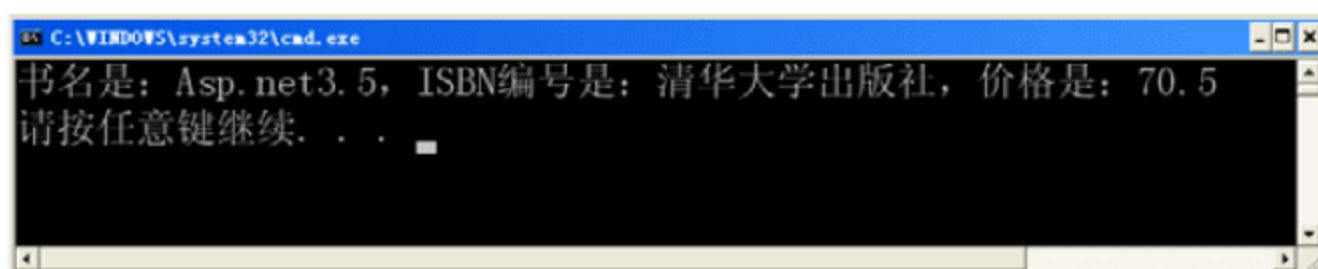 C:\WINDOWS\system32\cmd.exe
书名是：Asp.net3.5，ISBN编号是：清华大学出版社，价格是：70.5
请按任意键继续. . .